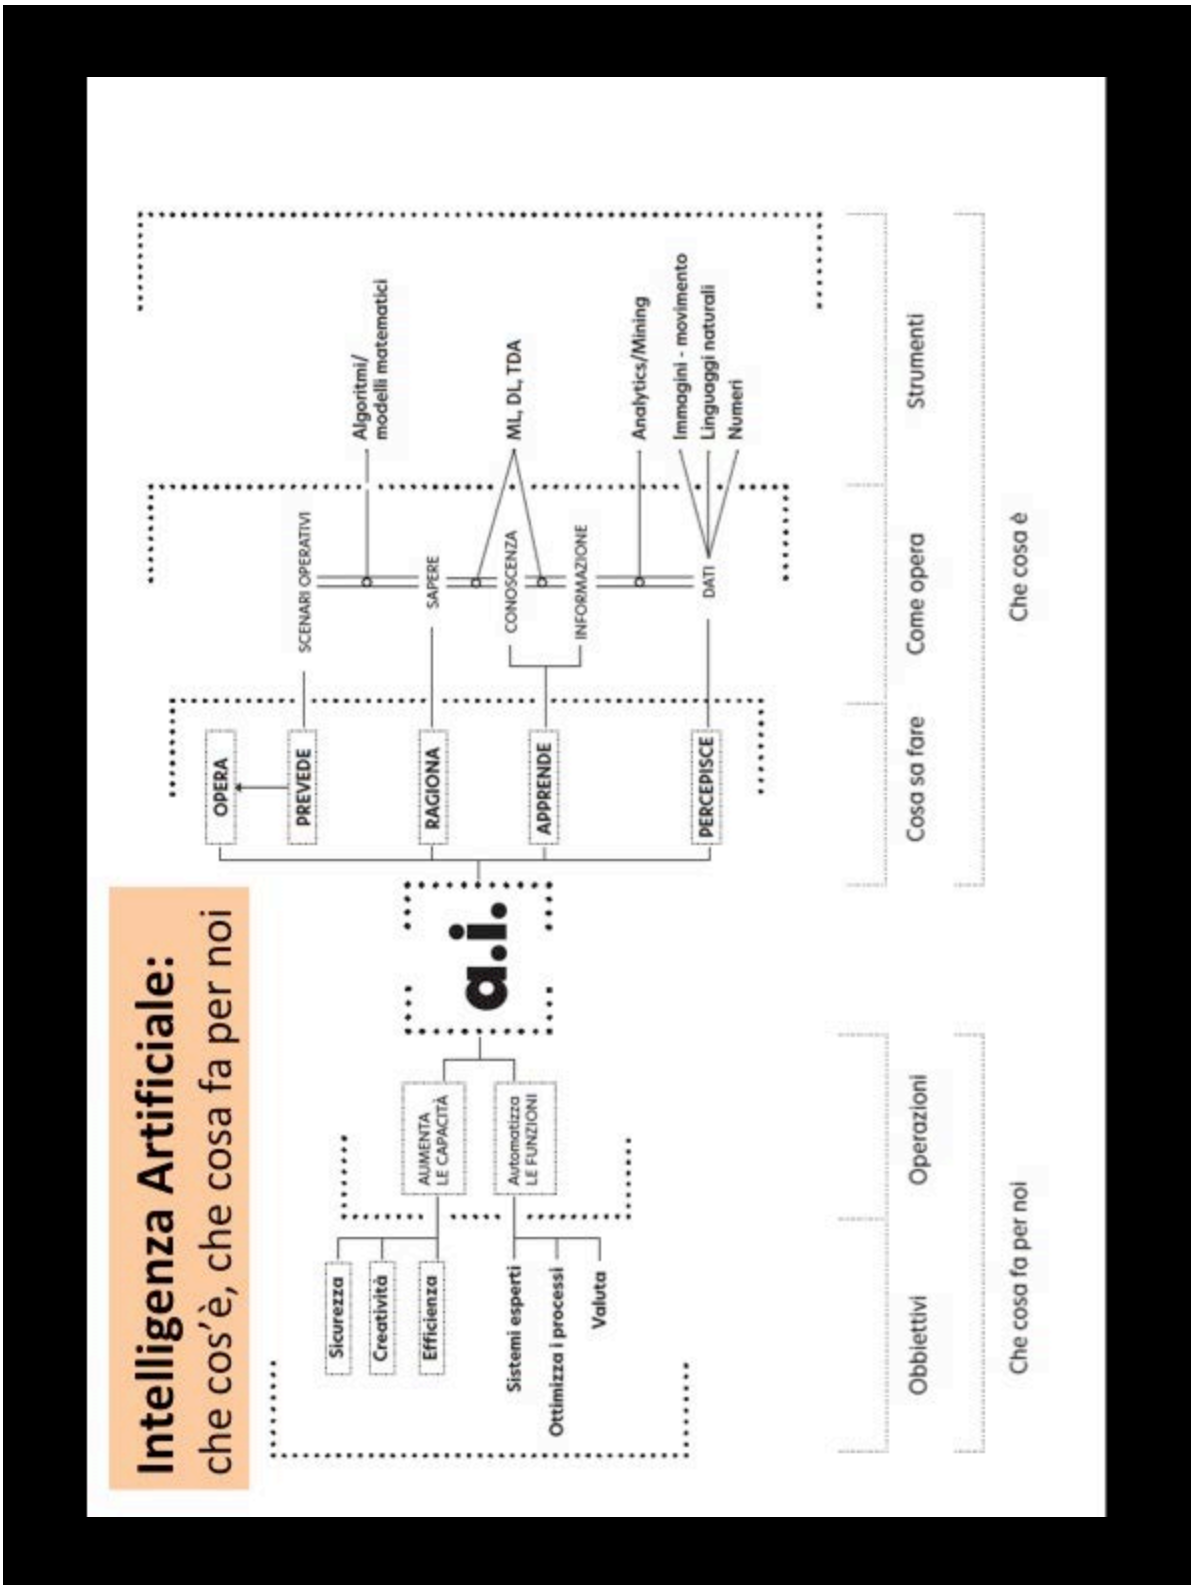 Intelligenza Artificiale:
che cos'è, che cosa fa per noi
Sicurezza
Creatività
Efficienza
Sistemi esperti
Ottimizza i processi
Valuta
AUMENTA
LE CAPACITÀ
Automatizza
LE FUNZIONI
a.i.
OPERA
PREVEDE
RAGIONA
APPRENDE
PERCEPISCE
SCENARI OPERATIVI
SAPERE
CONOSCENZA
INFORMAZIONE
DATI
Algoritmi/
modelli matematici
ML, DL, TDA
Analytics/Mining
Immagini - movimento
Linguaggi naturali
Numeri
Obbiettivi
Operazioni
Cosa sa fare
Come opera
Strumenti
Che cosa fa per noi
Che cosa è